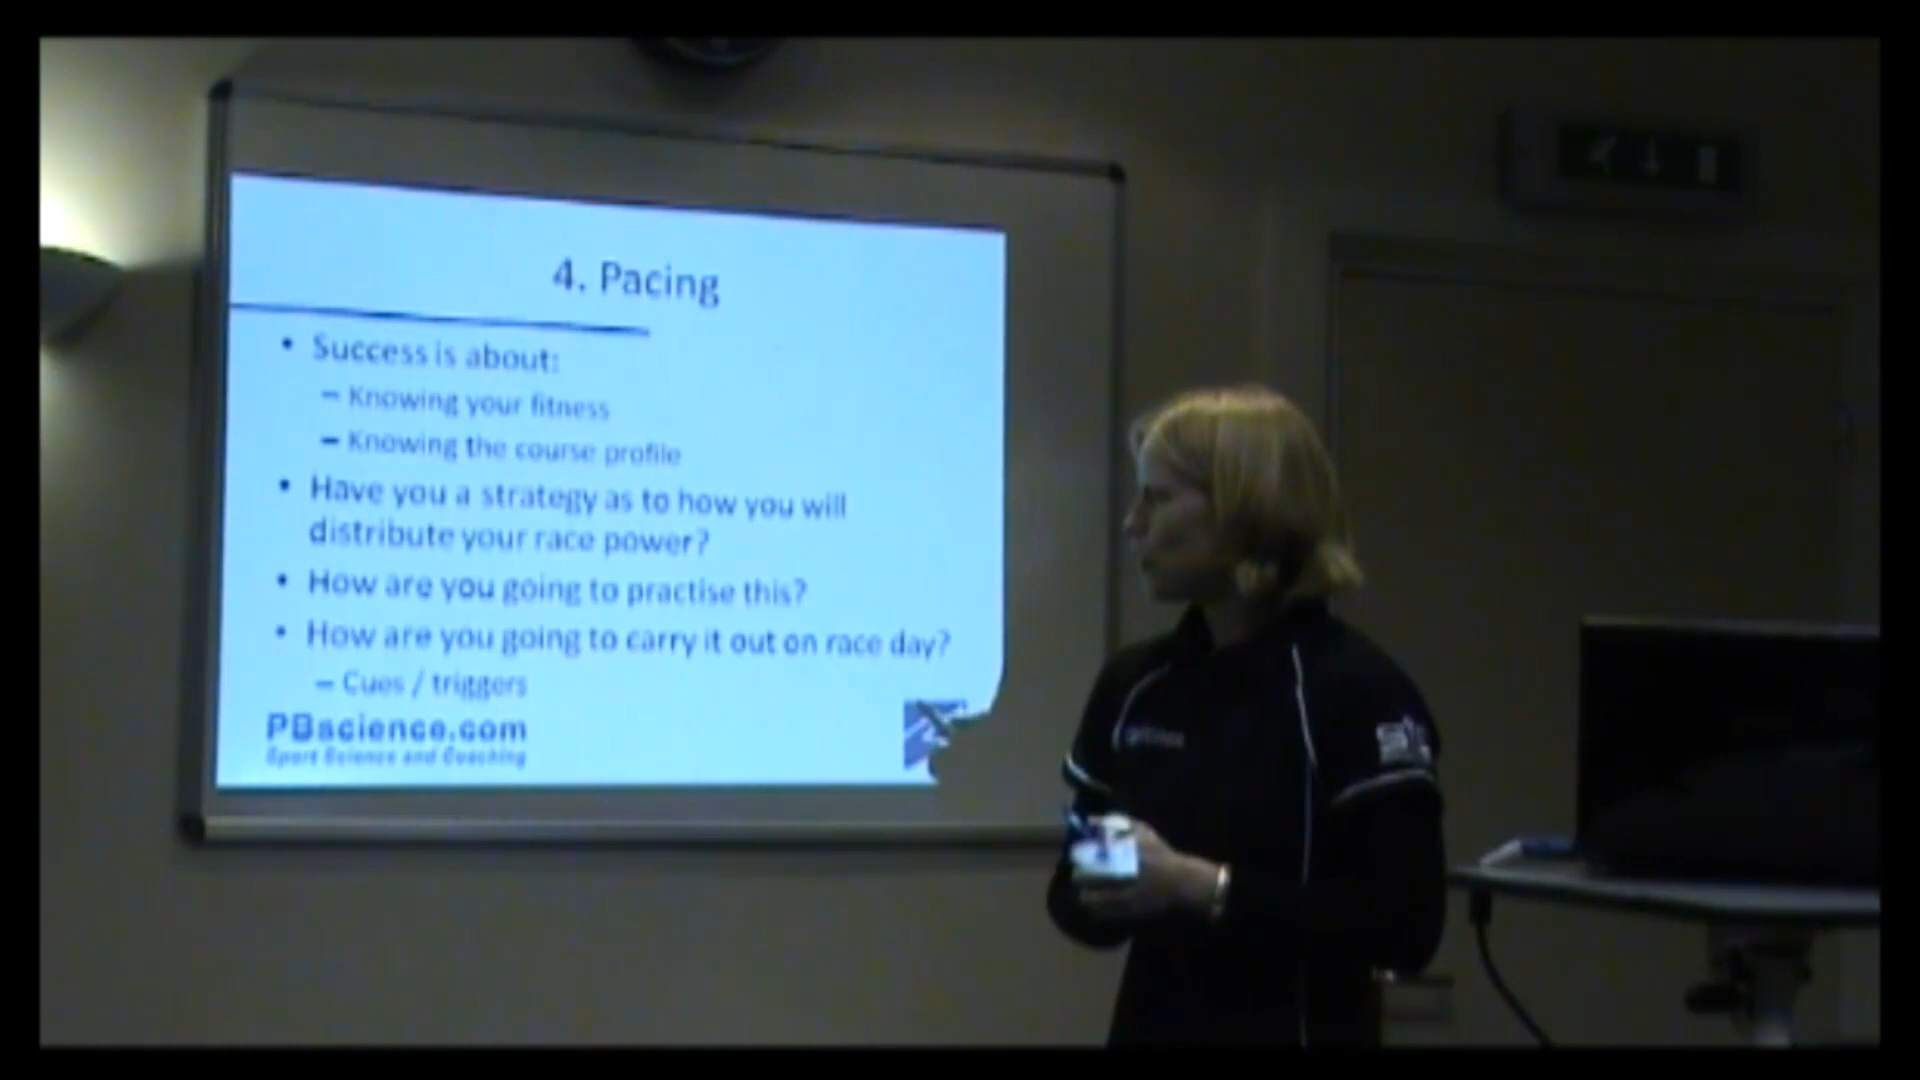 4. Pacing
• Success is about:
– Knowing your fitness
– Knowing the course profile
• Have you a strategy as to how you will
distribute your race power?
• How are you going to practise this?
• How are you going to carry it out on race day?
– Cues / triggers
PBscience.com
Sport Science and Coaching